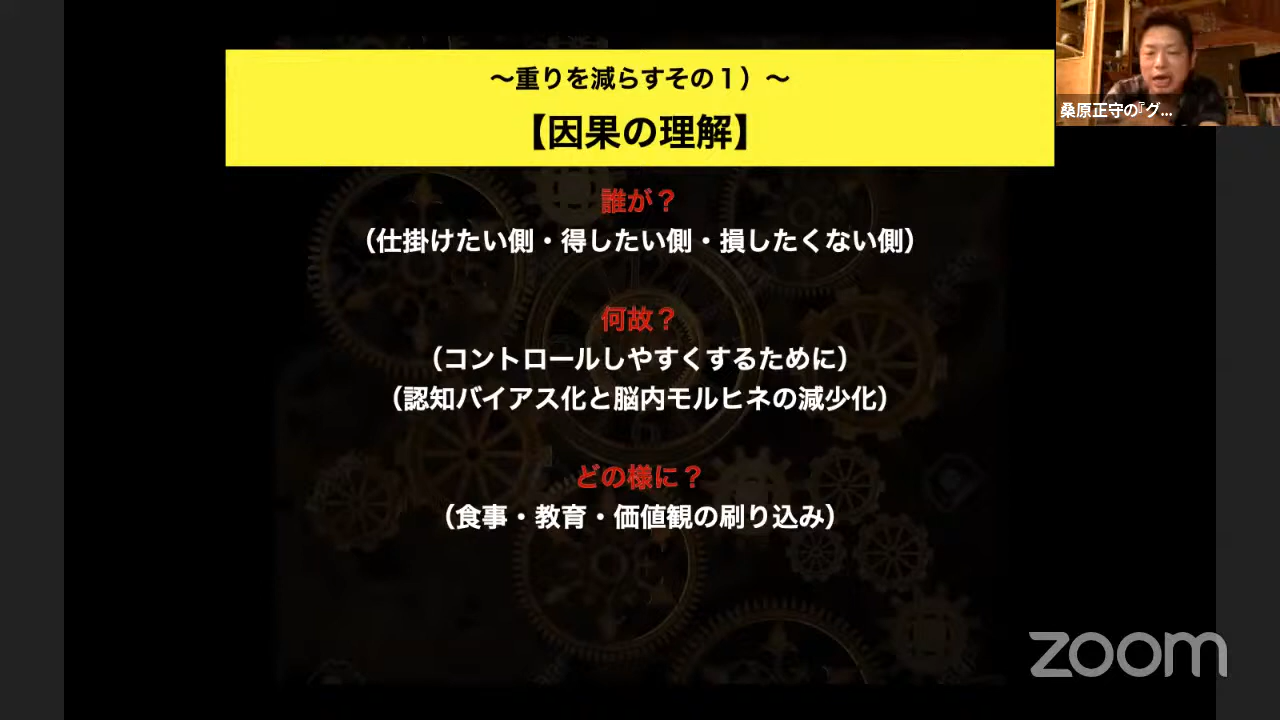 ～重りを減らすその１）～
【因果の理解】
誰が？
（仕掛けたい側・得したい側・損したくない側）
何故？
（コントロールしやすくするために）
（認知バイアス化と脳内モルヒネの減少化）
どの様に？
（食事・教育・価値観の刷り込み）
桑原正守の『グ...
zoom